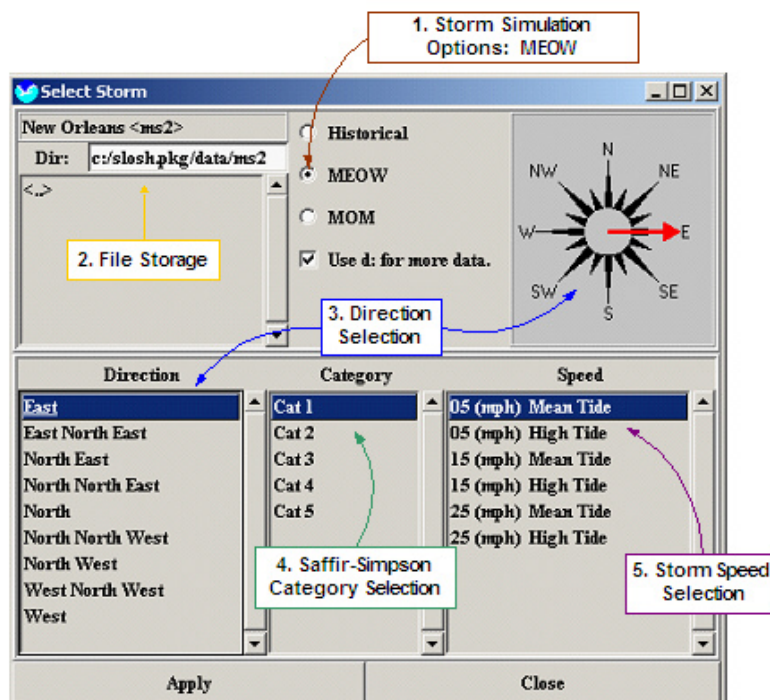 1. Storm Simulation
Options: MEOW
Select Storm
New Orleans <ms2>
Dir: c:/slosh.pkg/data/ms2
<..>
2. File Storage
Historical
MEOW
MOM
Use d: for more data.
N
NW
NE
W
E
SW
SE
S
3. Direction
Selection
Direction
Category
Speed
East
East North East
North East
North North East
North
North North West
North West
West North West
West
Cat 1
Cat 2
Cat 3
Cat 4
Cat 5
4. Saffir-Simpson
Category Selection
05 (mph) Mean Tide
05 (mph) High Tide
15 (mph) Mean Tide
15 (mph) High Tide
25 (mph) Mean Tide
25 (mph) High Tide
5. Storm Speed
Selection
Apply
Close